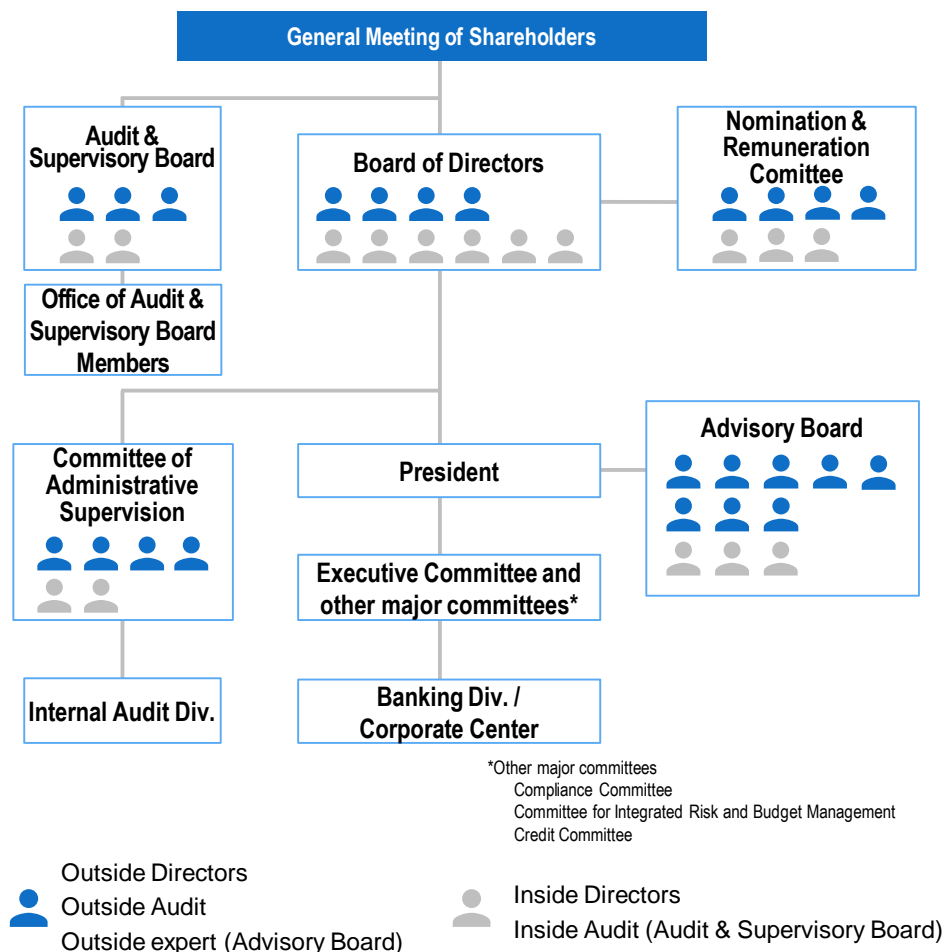 General Meeting of Shareholders
Audit &
Supervisory Board
Board of Directors
Nomination &
Remuneration
Comittee
Office of Audit &
Supervisory Board
Members
Committee of
Administrative
Supervision
President
Advisory Board
Executive Committee and
other major committees*
Internal Audit Div.
Banking Div. /
Corporate Center
*Other major committees
Compliance Committee
Committee for Integrated Risk and Budget Management
Credit Committee
Outside Directors
Outside Audit
Outside expert (Advisory Board)
Inside Directors
Inside Audit (Audit & Supervisory Board)